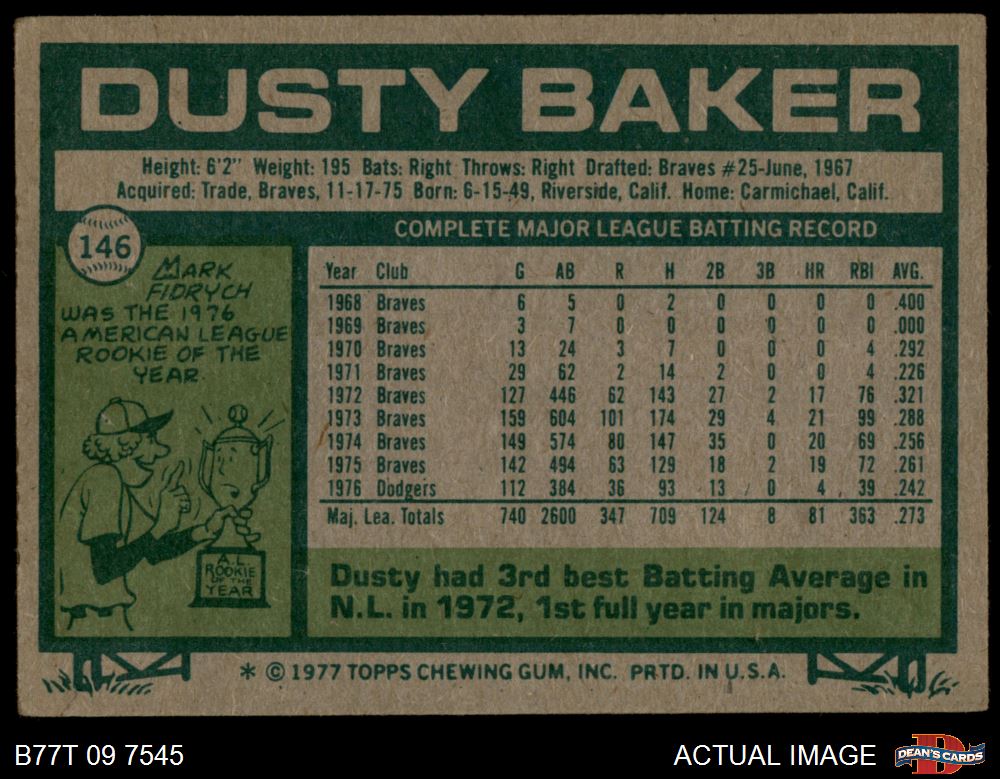 DUSTY BAKER
Height: 6'2" Weight: 195 Bats: Right Throws: Right Drafted: Braves #25-June, 1967
Acquired: Trade, Braves, 11-17-75 Born: 6-15-49, Riverside, Calif. Home: Carmichael, Calif.
146
MARK
FIDRYCH
WAS THE 1976
AMERICAN LEAGUE
ROOKIE OF THE
YEAR.
A.L.
ROOKIE
OF THE
YEAR
COMPLETE MAJOR LEAGUE BATTING RECORD
Year Club G AB R H 2B 3B HR RBI AVG.
1968 Braves 6 5 0 2 0 0 0 0 .400
1969 Braves 3 7 0 0 0 0 0 0 .000
1970 Braves 13 24 3 7 0 0 0 4 .292
1971 Braves 29 62 2 14 2 0 0 4 .226
1972 Braves 127 446 62 143 27 2 17 76 .321
1973 Braves 159 604 101 174 29 4 21 99 .288
1974 Braves 149 574 80 147 35 0 20 69 .256
1975 Braves 142 494 63 129 18 2 19 72 .261
1976 Dodgers 112 384 36 93 13 0 4 39 .242
Maj. Lea. Totals 740 2600 347 709 124 8 81 363 .273
Dusty had 3rd best Batting Average in
N.L. in 1972, 1st full year in majors.
* © 1977 TOPPS CHEWING GUM, INC. PRTD. IN U.S.A.
B77T 09 7545
ACTUAL IMAGE
DEAN'S CARDS